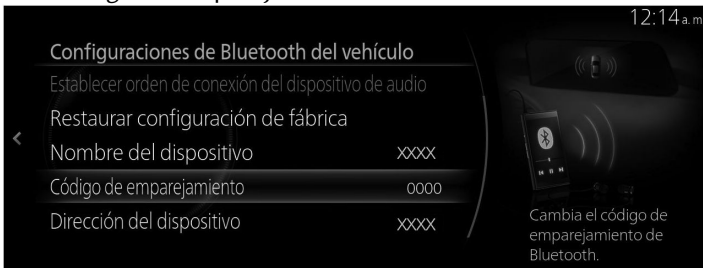 12:14 a. m
Configuraciones de Bluetooth del vehículo
Establecer orden de conexión del dispositivo de audio
Restaurar configuración de fábrica
Nombre del dispositivo XXXX
Código de emparejamiento 0000
Dirección del dispositivo XXXX
Cambia el código de
emparejamiento de
Bluetooth.